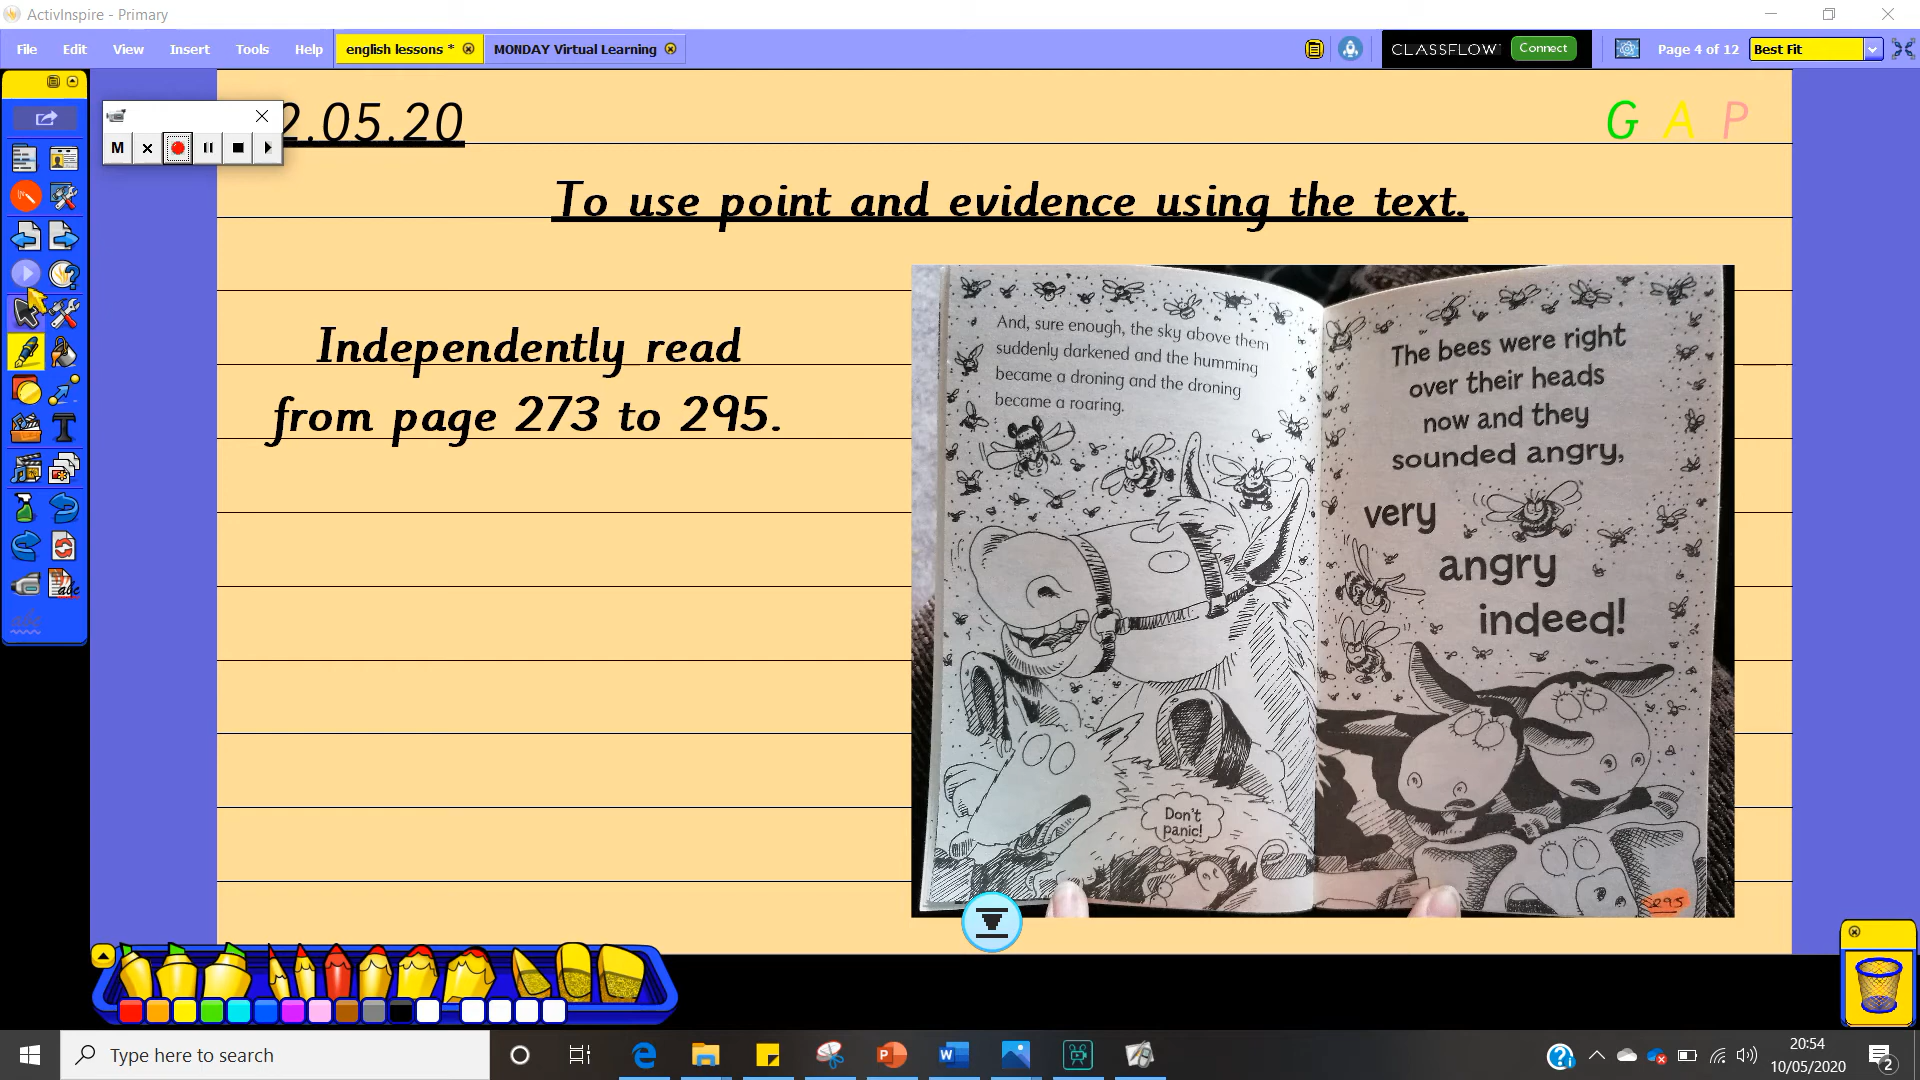 ActivInspire - Primary
File Edit View Insert Tools Help english lessons * MONDAY Virtual Learning CLASSFLOW Connect Page 4 of 12 Best Fit
M
2.05.20
G A P
To use point and evidence using the text.
Independently read
from page 273 to 295.
And, sure enough, the sky above them
suddenly darkened and the humming
became a droning and the droning
became a roaring.
Don't
panic!
The bees were right
over their heads
now and they
sounded angry,
very
angry
indeed!
295
Type here to search
20:54
10/05/2020
2